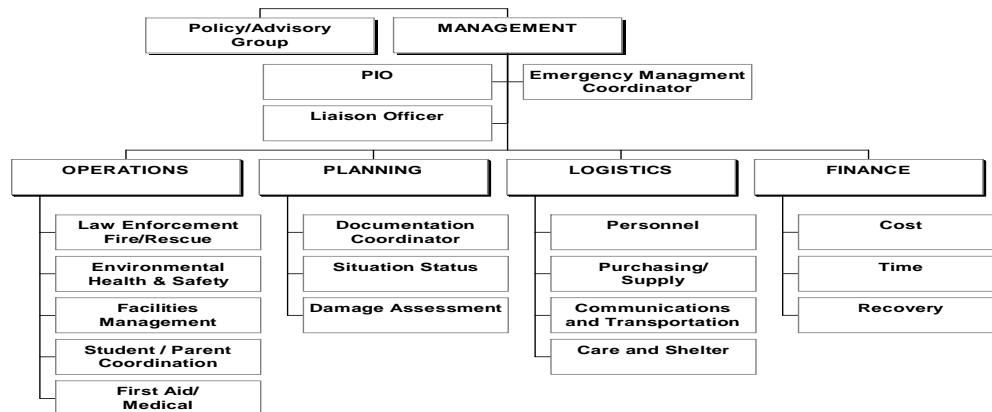 Policy/Advisory
Group
MANAGEMENT
PIO
Emergency Managment
Coordinator
Liaison Officer
OPERATIONS
PLANNING
LOGISTICS
FINANCE
Law Enforcement
Fire/Rescue
Environmental
Health & Safety
Facilities
Management
Student / Parent
Coordination
First Aid/
Medical
Documentation
Coordinator
Situation Status
Damage Assessment
Personnel
Purchasing/
Supply
Communications
and Transportation
Care and Shelter
Cost
Time
Recovery